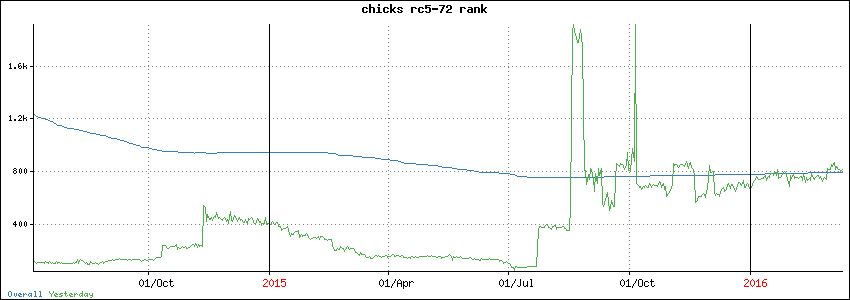 chicks rc5-72 rank
1.6k
1.2k
800
400
01/Oct 2015 01/Apr 01/Jul 01/Oct 2016
Overall Yesterday